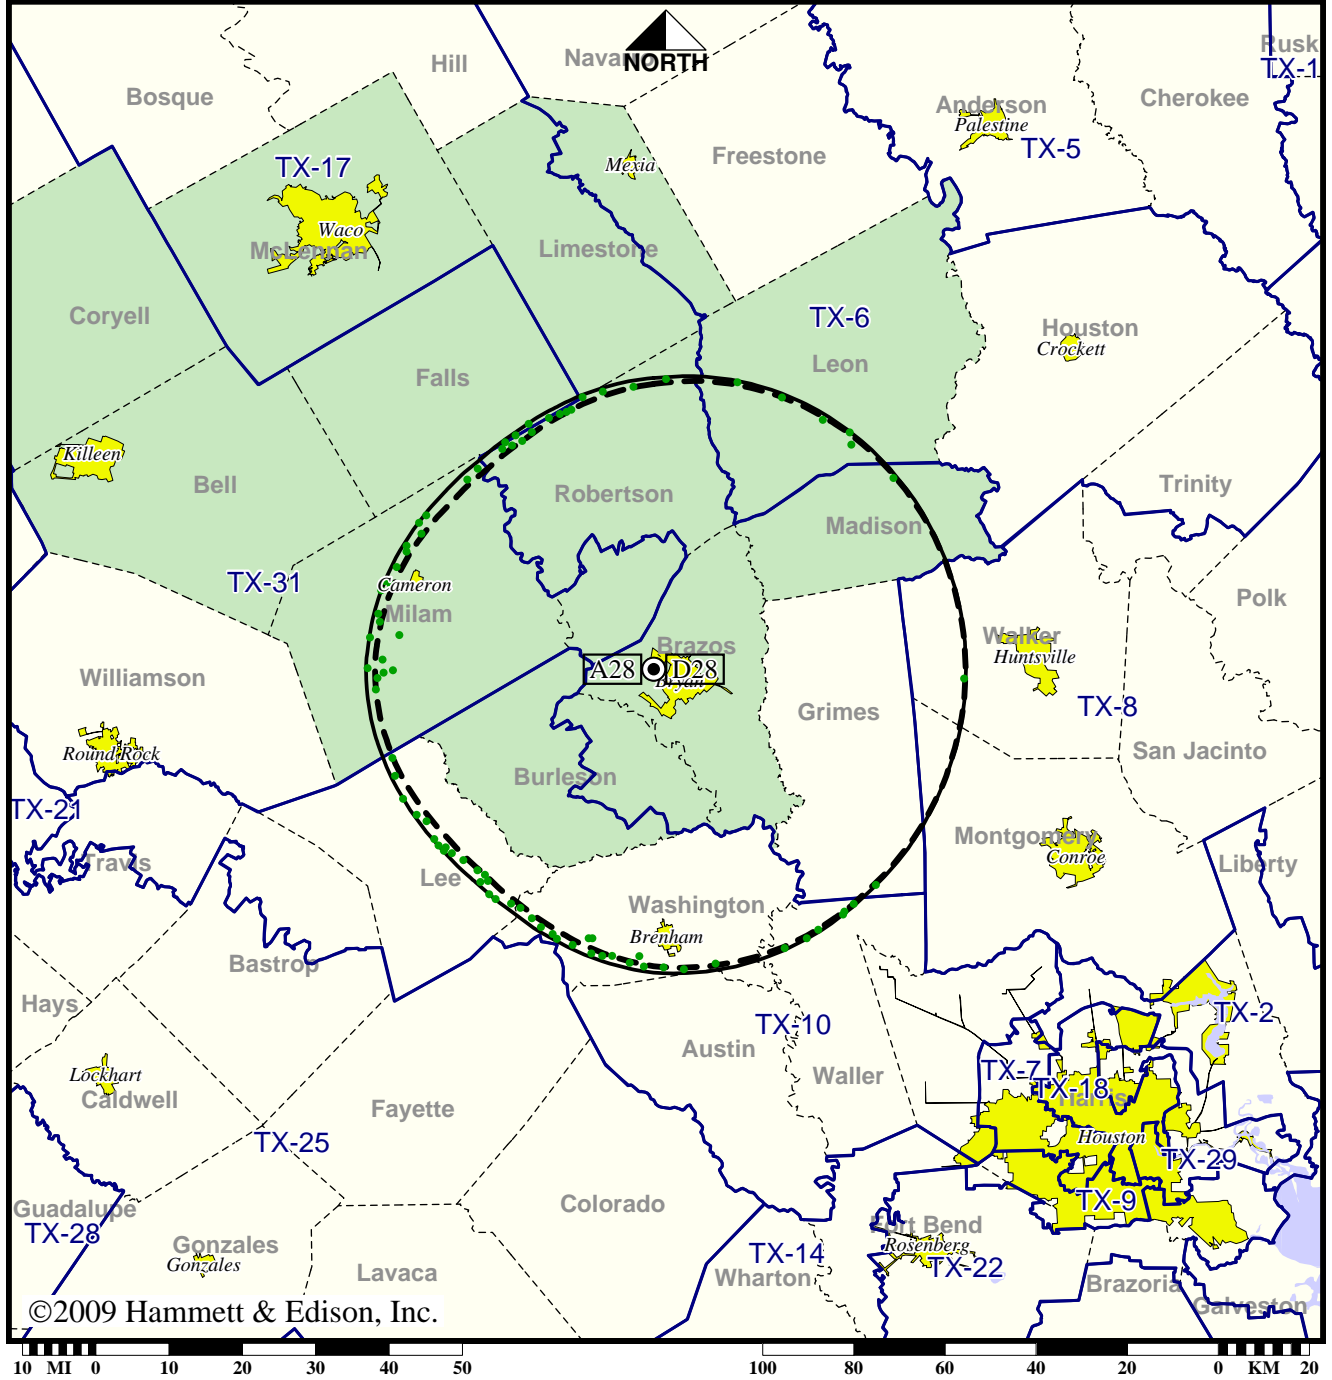 Rusk
TX-1
Hill
Navarro
NORTH
Bosque
Anderson
Cherokee
Palestine
TX-5
Freestone
TX-17
Mexia
Waco
McLennan
Limestone
Coryell
TX-6
Houston
Crockett
Leon
Falls
Killeen
Bell
Robertson
Trinity
Madison
TX-31
Cameron
Milam
Polk
Walker
Huntsville
Brazos
A28
D28
Bryan
Williamson
Grimes
TX-8
Round Rock
San Jacinto
Burleson
TX-21
Travis
Montgomery
Conroe
Liberty
Lee
Washington
Brenham
Bastrop
Hays
TX-2
TX-10
Austin
Waller
Lockhart
Caldwell
TX-7
TX-18
Harris
Fayette
Houston
TX-25
TX-29
TX-9
Guadalupe
TX-28
Colorado
Fort Bend
Gonzales
Gonzales
Rosenberg
TX-14
TX-22
Lavaca
Wharton
Brazoria
Galveston
©2009 Hammett & Edison, Inc.
10 MI 0 10 20 30 40 50
100 80 60 40 20 0 KM 20